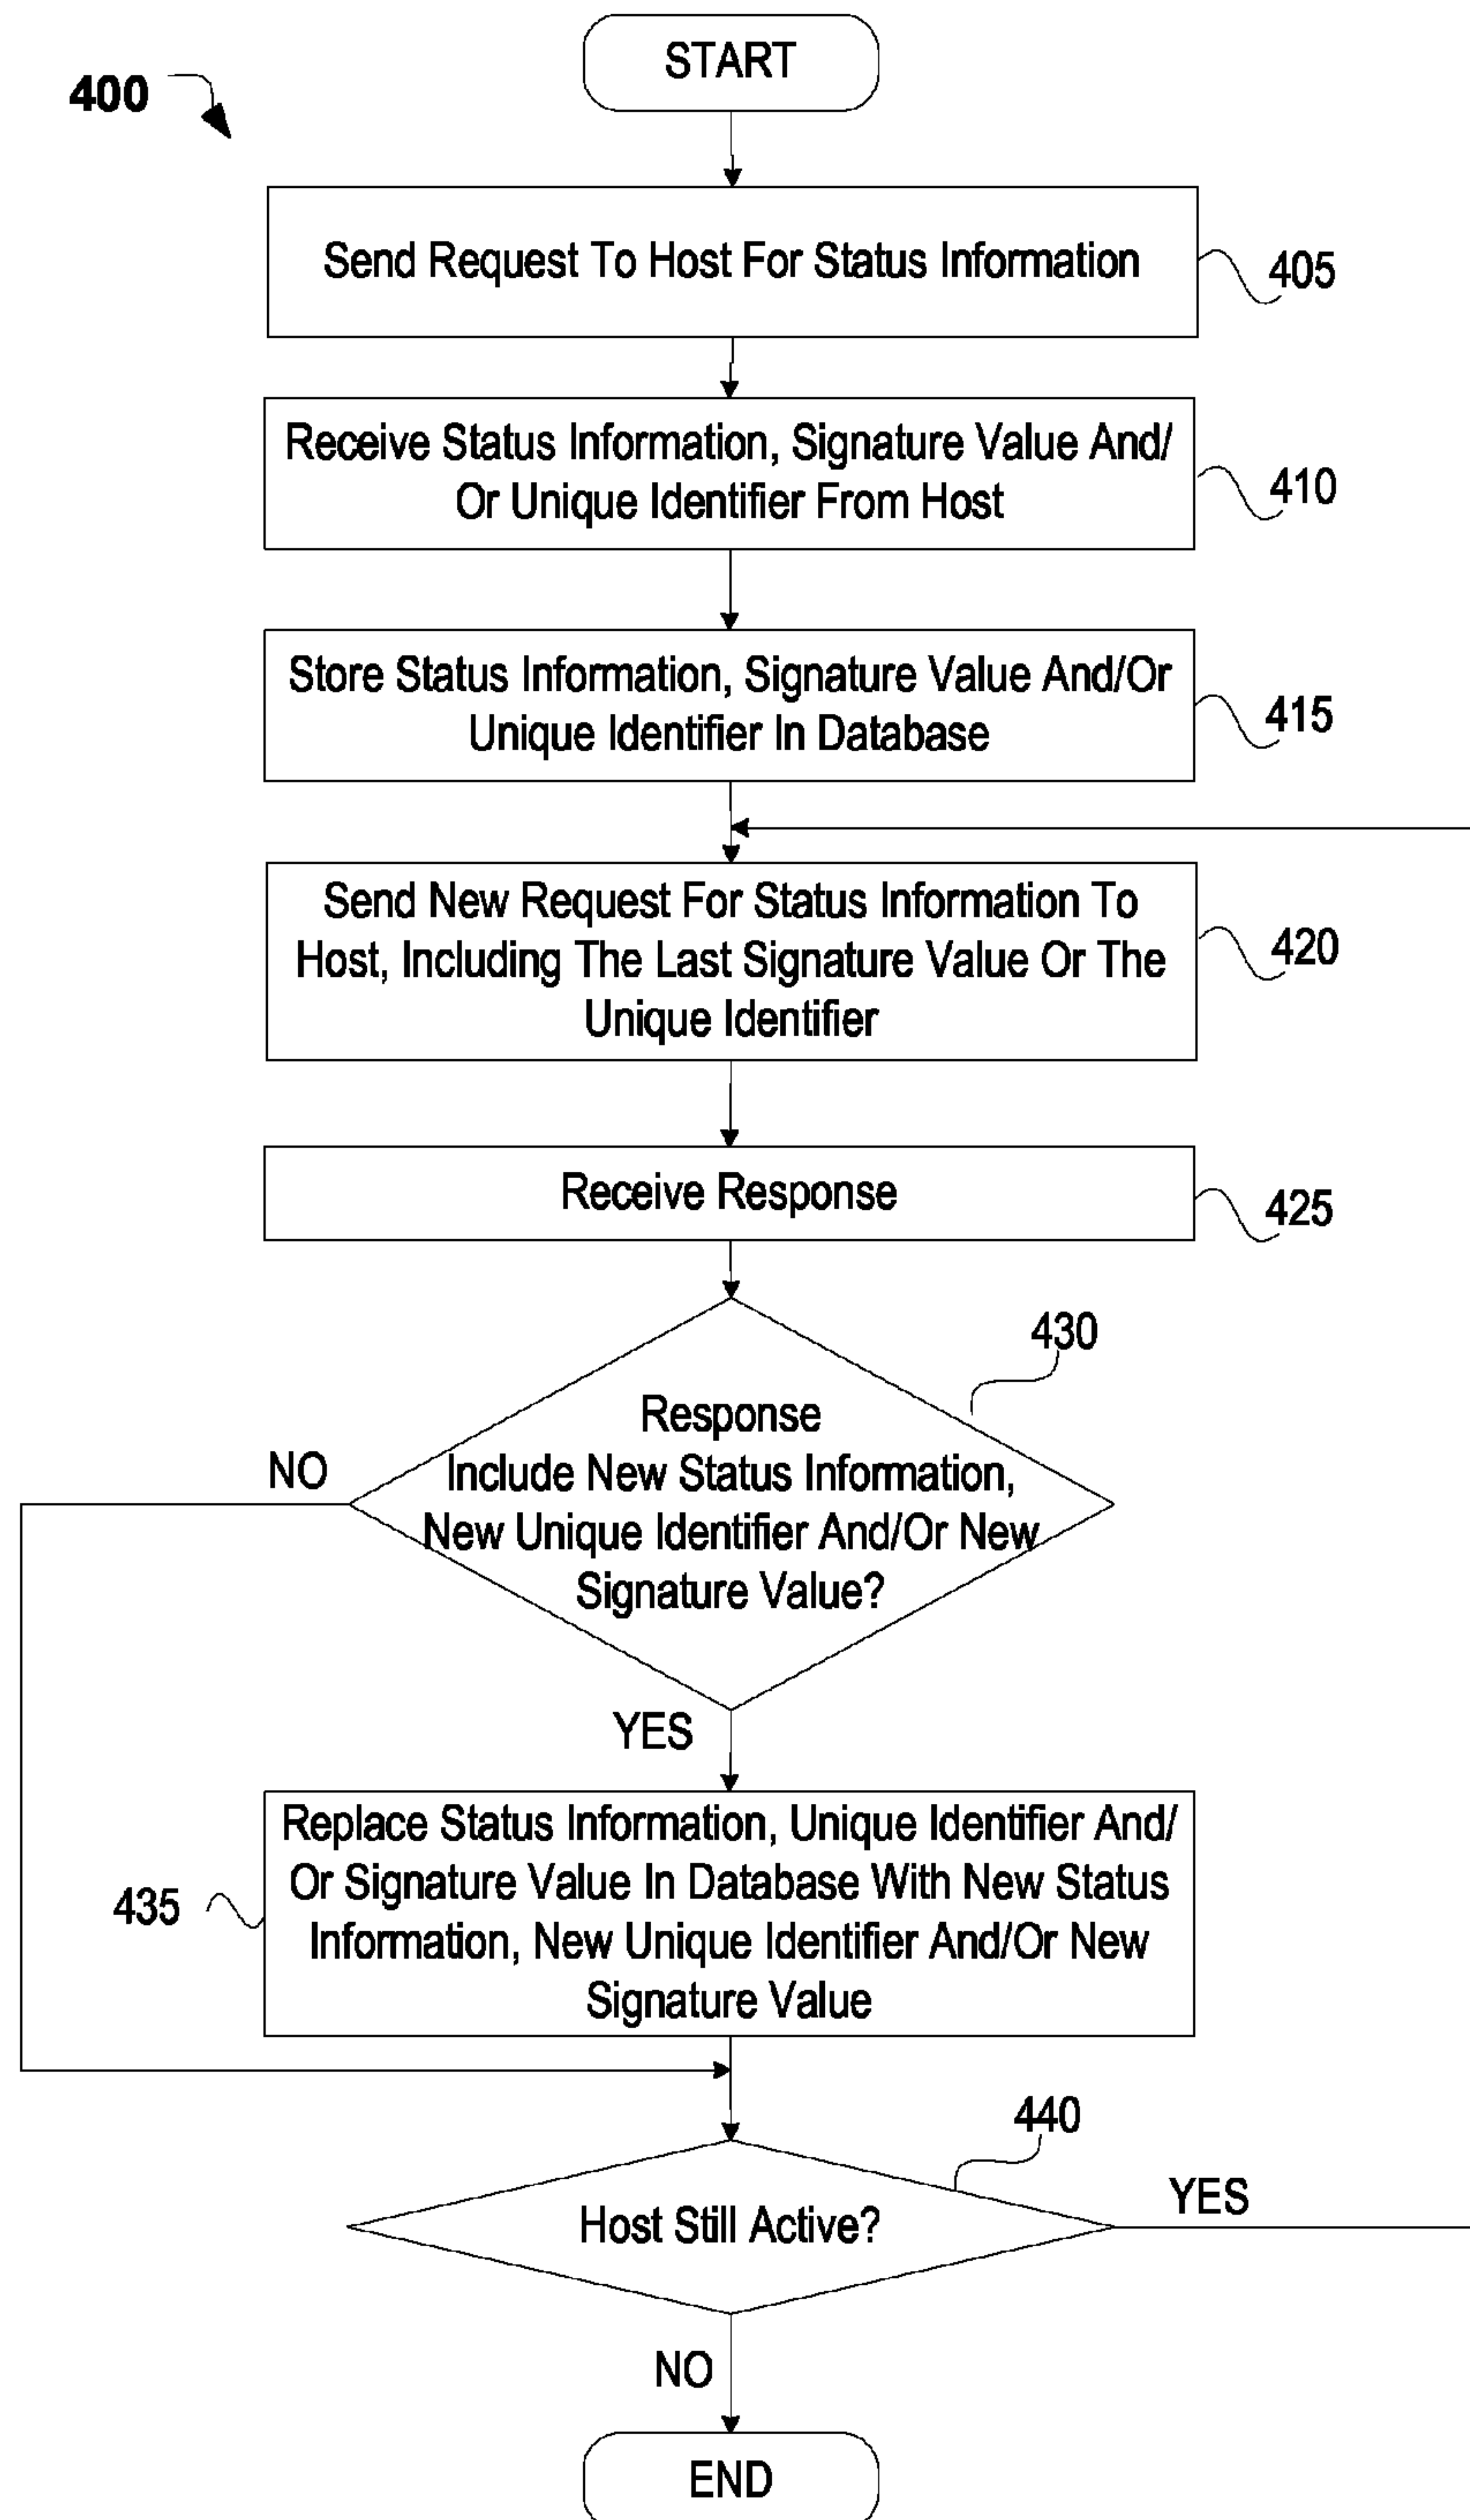 START
400
Send Request To Host For Status Information
405
Receive Status Information, Signature Value And/
Or Unique Identifier From Host
410
Store Status Information, Signature Value And/Or
Unique Identifier In Database
415
Send New Request For Status Information To
Host, Including The Last Signature Value Or The
Unique Identifier
420
Receive Response
425
430
Response
Include New Status Information,
New Unique Identifier And/Or New
Signature Value?
NO
YES
Replace Status Information, Unique Identifier And/
Or Signature Value In Database With New Status
Information, New Unique Identifier And/Or New
Signature Value
435
440
Host Still Active?
YES
NO
END